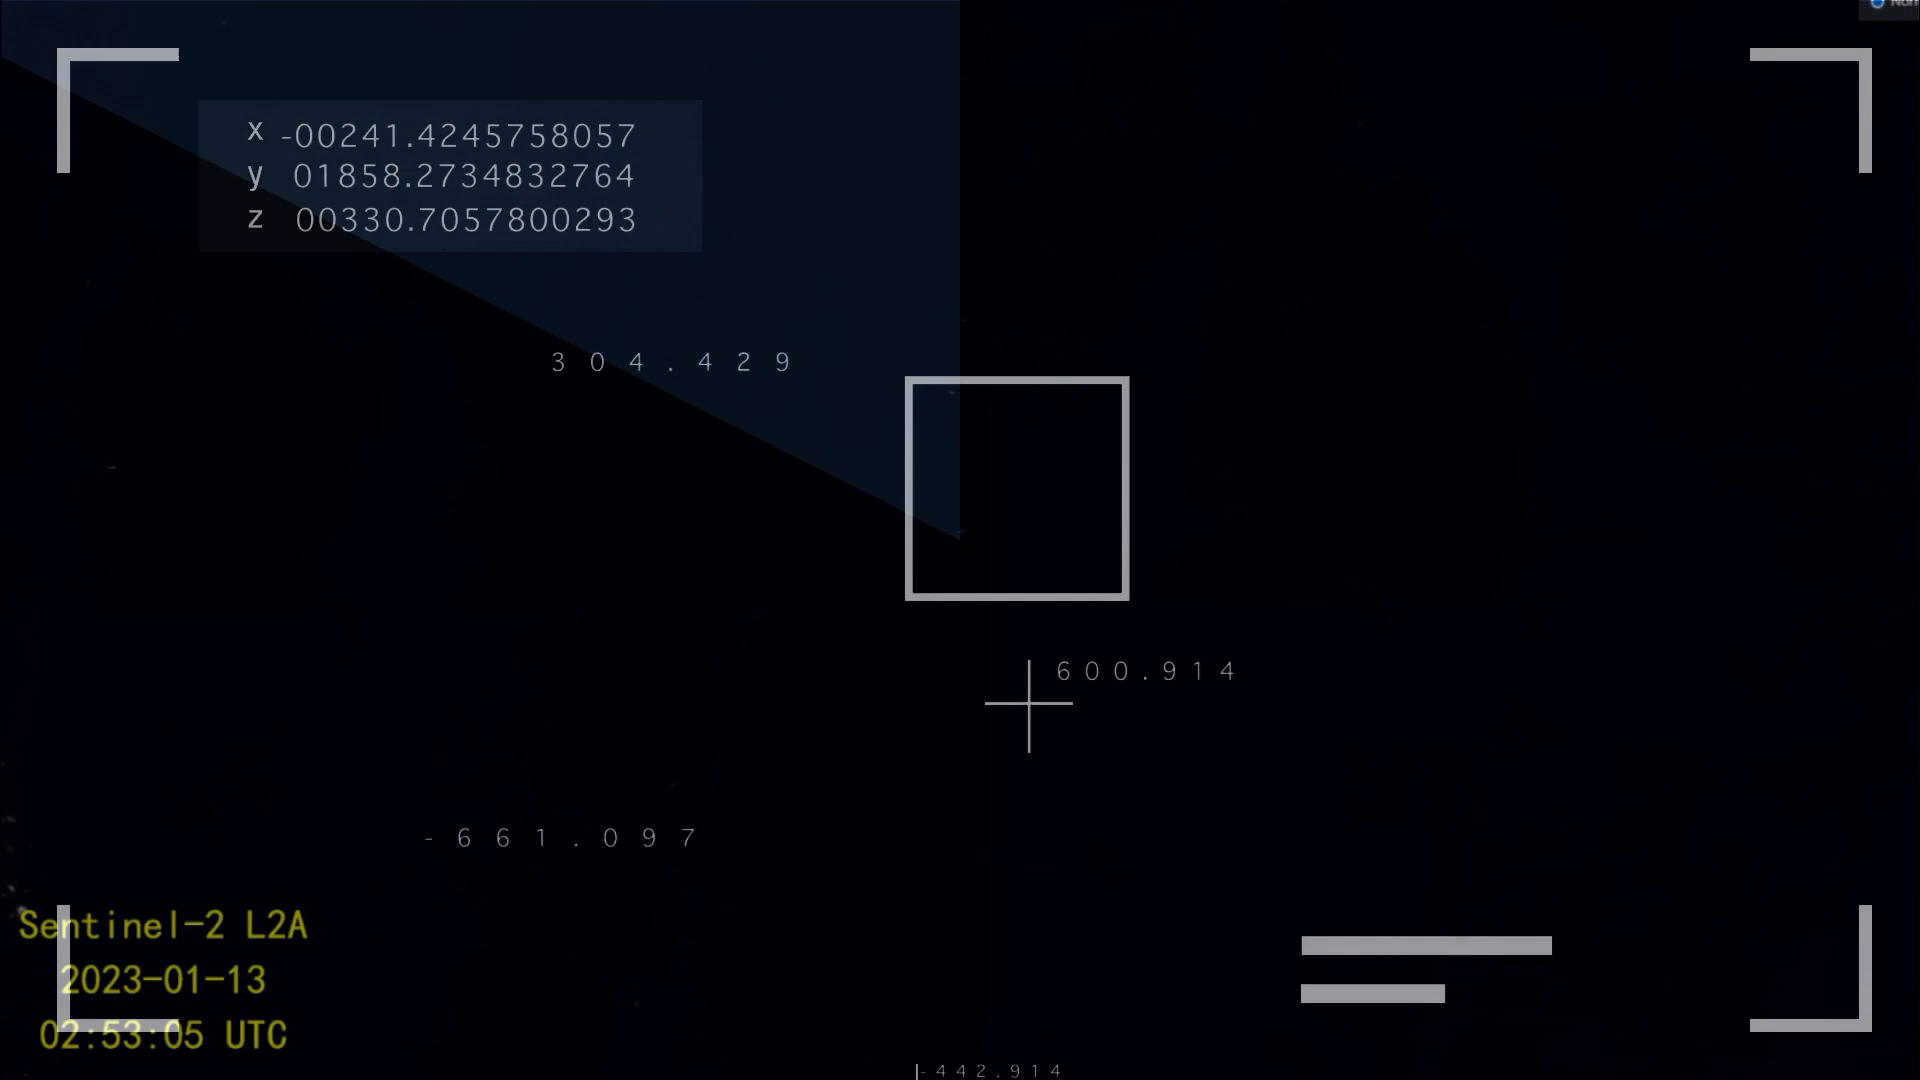 x -00241.4245758057
y 01858.2734832764
z 00330.7057800293
304.429
600.914
-661.097
Sentinel-2 L2A
2023-01-13
02:53:05 UTC
-442.914